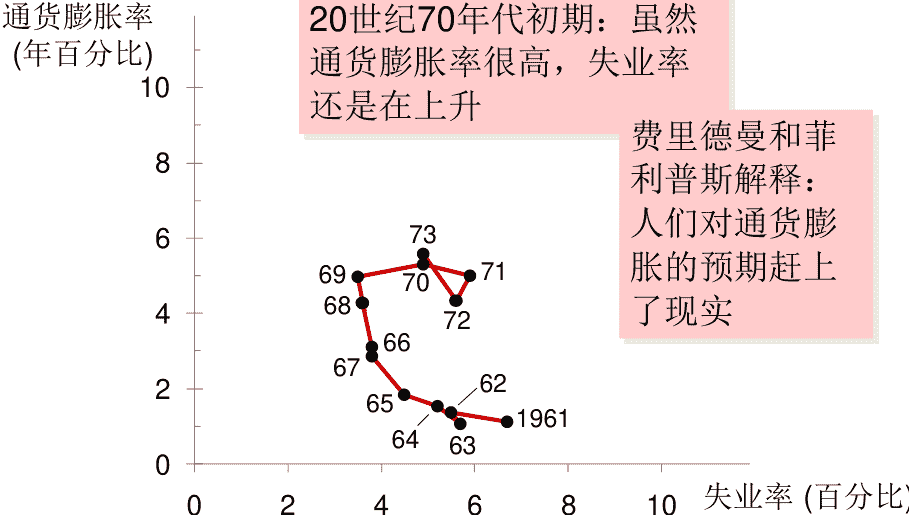 通货膨胀率
(年百分比)
20世纪70年代初期：虽然
通货膨胀率很高，失业率
还是在上升
费里德曼和菲
利普斯解释：
人们对通货膨
胀的预期赶上
了现实
10
8
6
4
2
0
73
69
70
71
68
72
66
67
62
65
1961
64
63
0
2
4
6
8
10
失业率 (百分比)